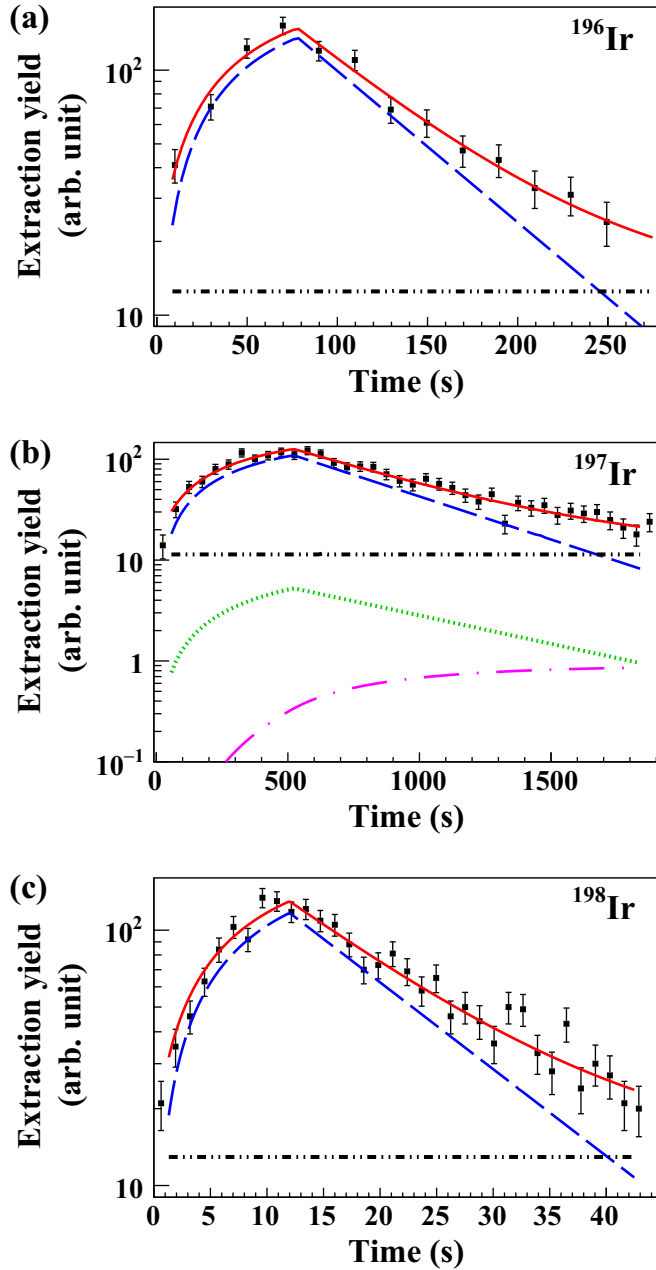 (a)
¹⁹⁶Ir
Extraction yield
(arb. unit)
10²
10
0 50 100 150 200 250
Time (s)
(b)
¹⁹⁷Ir
Extraction yield
(arb. unit)
10²
10
1
10⁻¹
0 500 1000 1500
Time (s)
(c)
¹⁹⁸Ir
Extraction yield
(arb. unit)
10²
10
0 5 10 15 20 25 30 35 40
Time (s)